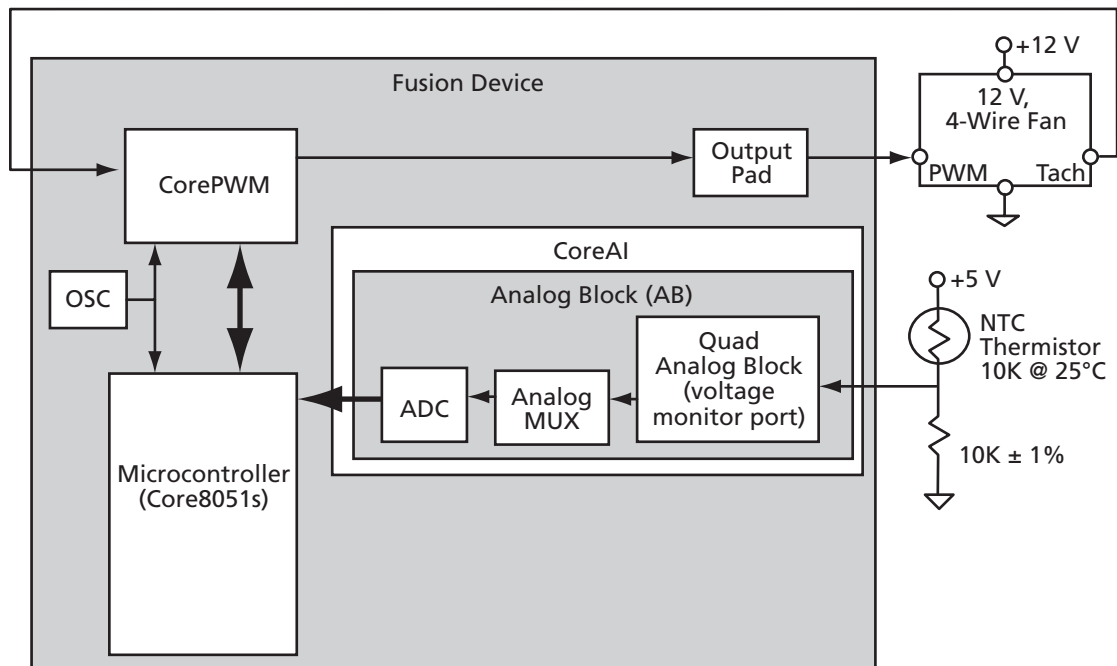 +12 V
Fusion Device
12 V,
4-Wire Fan
PWM
Tach
CorePWM
Output
Pad
CoreAI
OSC
Analog Block (AB)
+5 V
Quad
Analog Block
(voltage
monitor port)
NTC
Thermistor
10K @ 25°C
ADC
Analog
MUX
10K ± 1%
Microcontroller
(Core8051s)